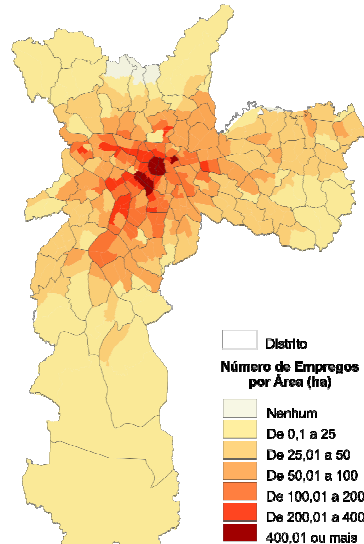 Distrito
Número de Empregos
por Área (ha)
Nenhum
De 0,1 a 25
De 25,01 a 50
De 50,01 a 100
De 100,01 a 200
De 200,01 a 400
400,01 ou mais